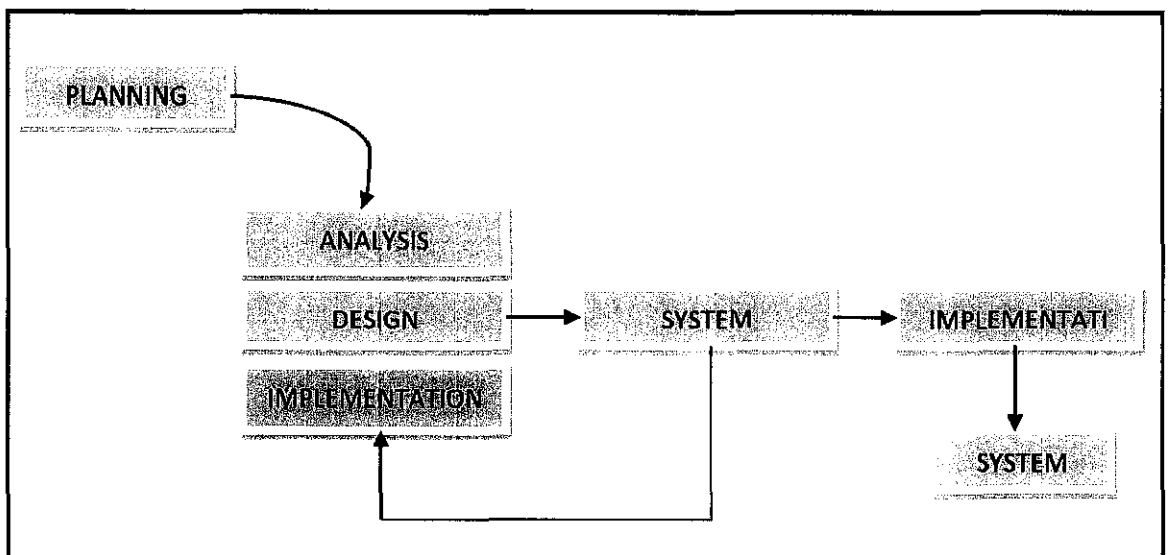 PLANNING
ANALYSIS
DESIGN
SYSTEM
IMPLEMENTATI
IMPLEMENTATION
SYSTEM